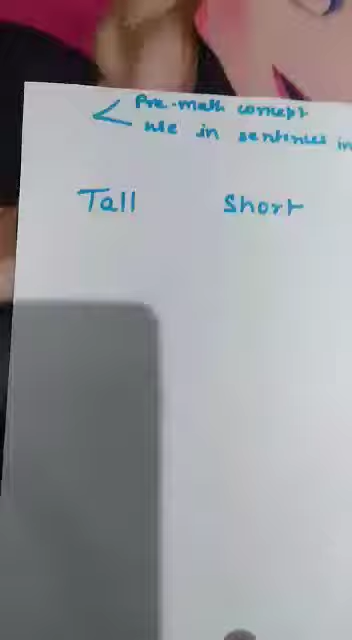 Pre-math concept
use in sentences in
Tall Short